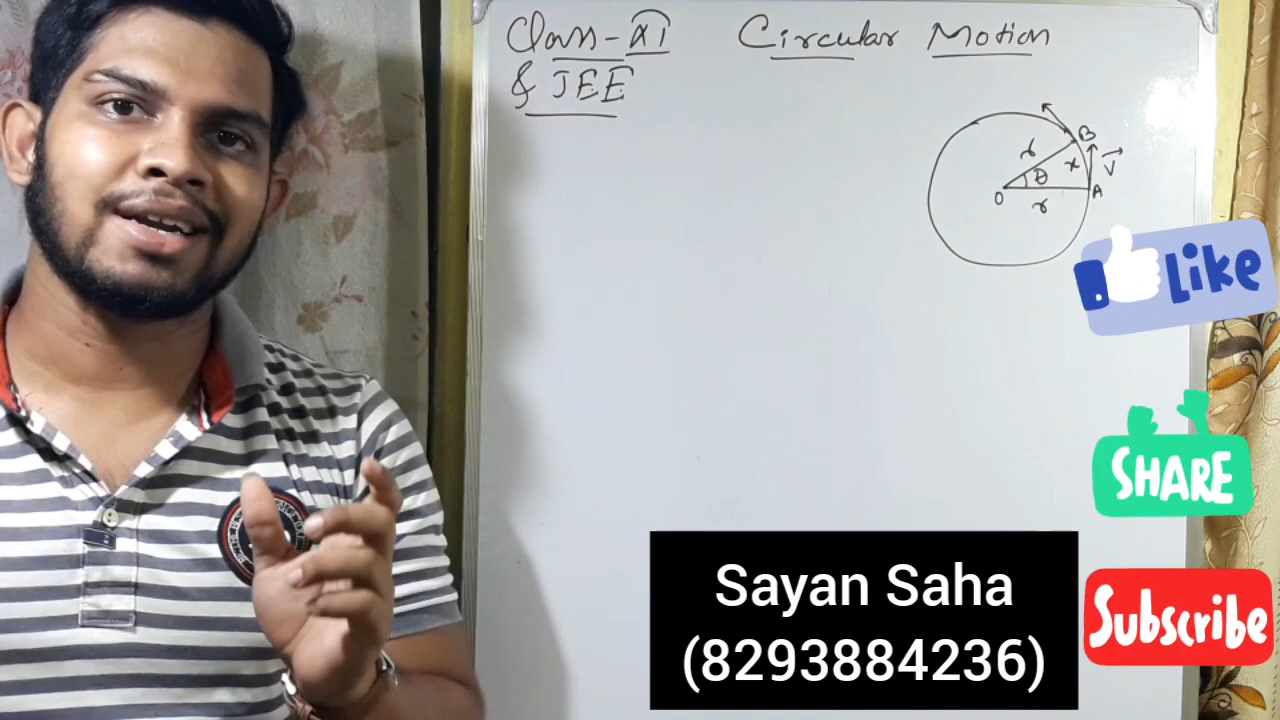 Class-XI Circular Motion
& JEE
B
r
x
V
θ
O
A
r
Like
SHARE
Sayan Saha
(8293884236)
Subscribe